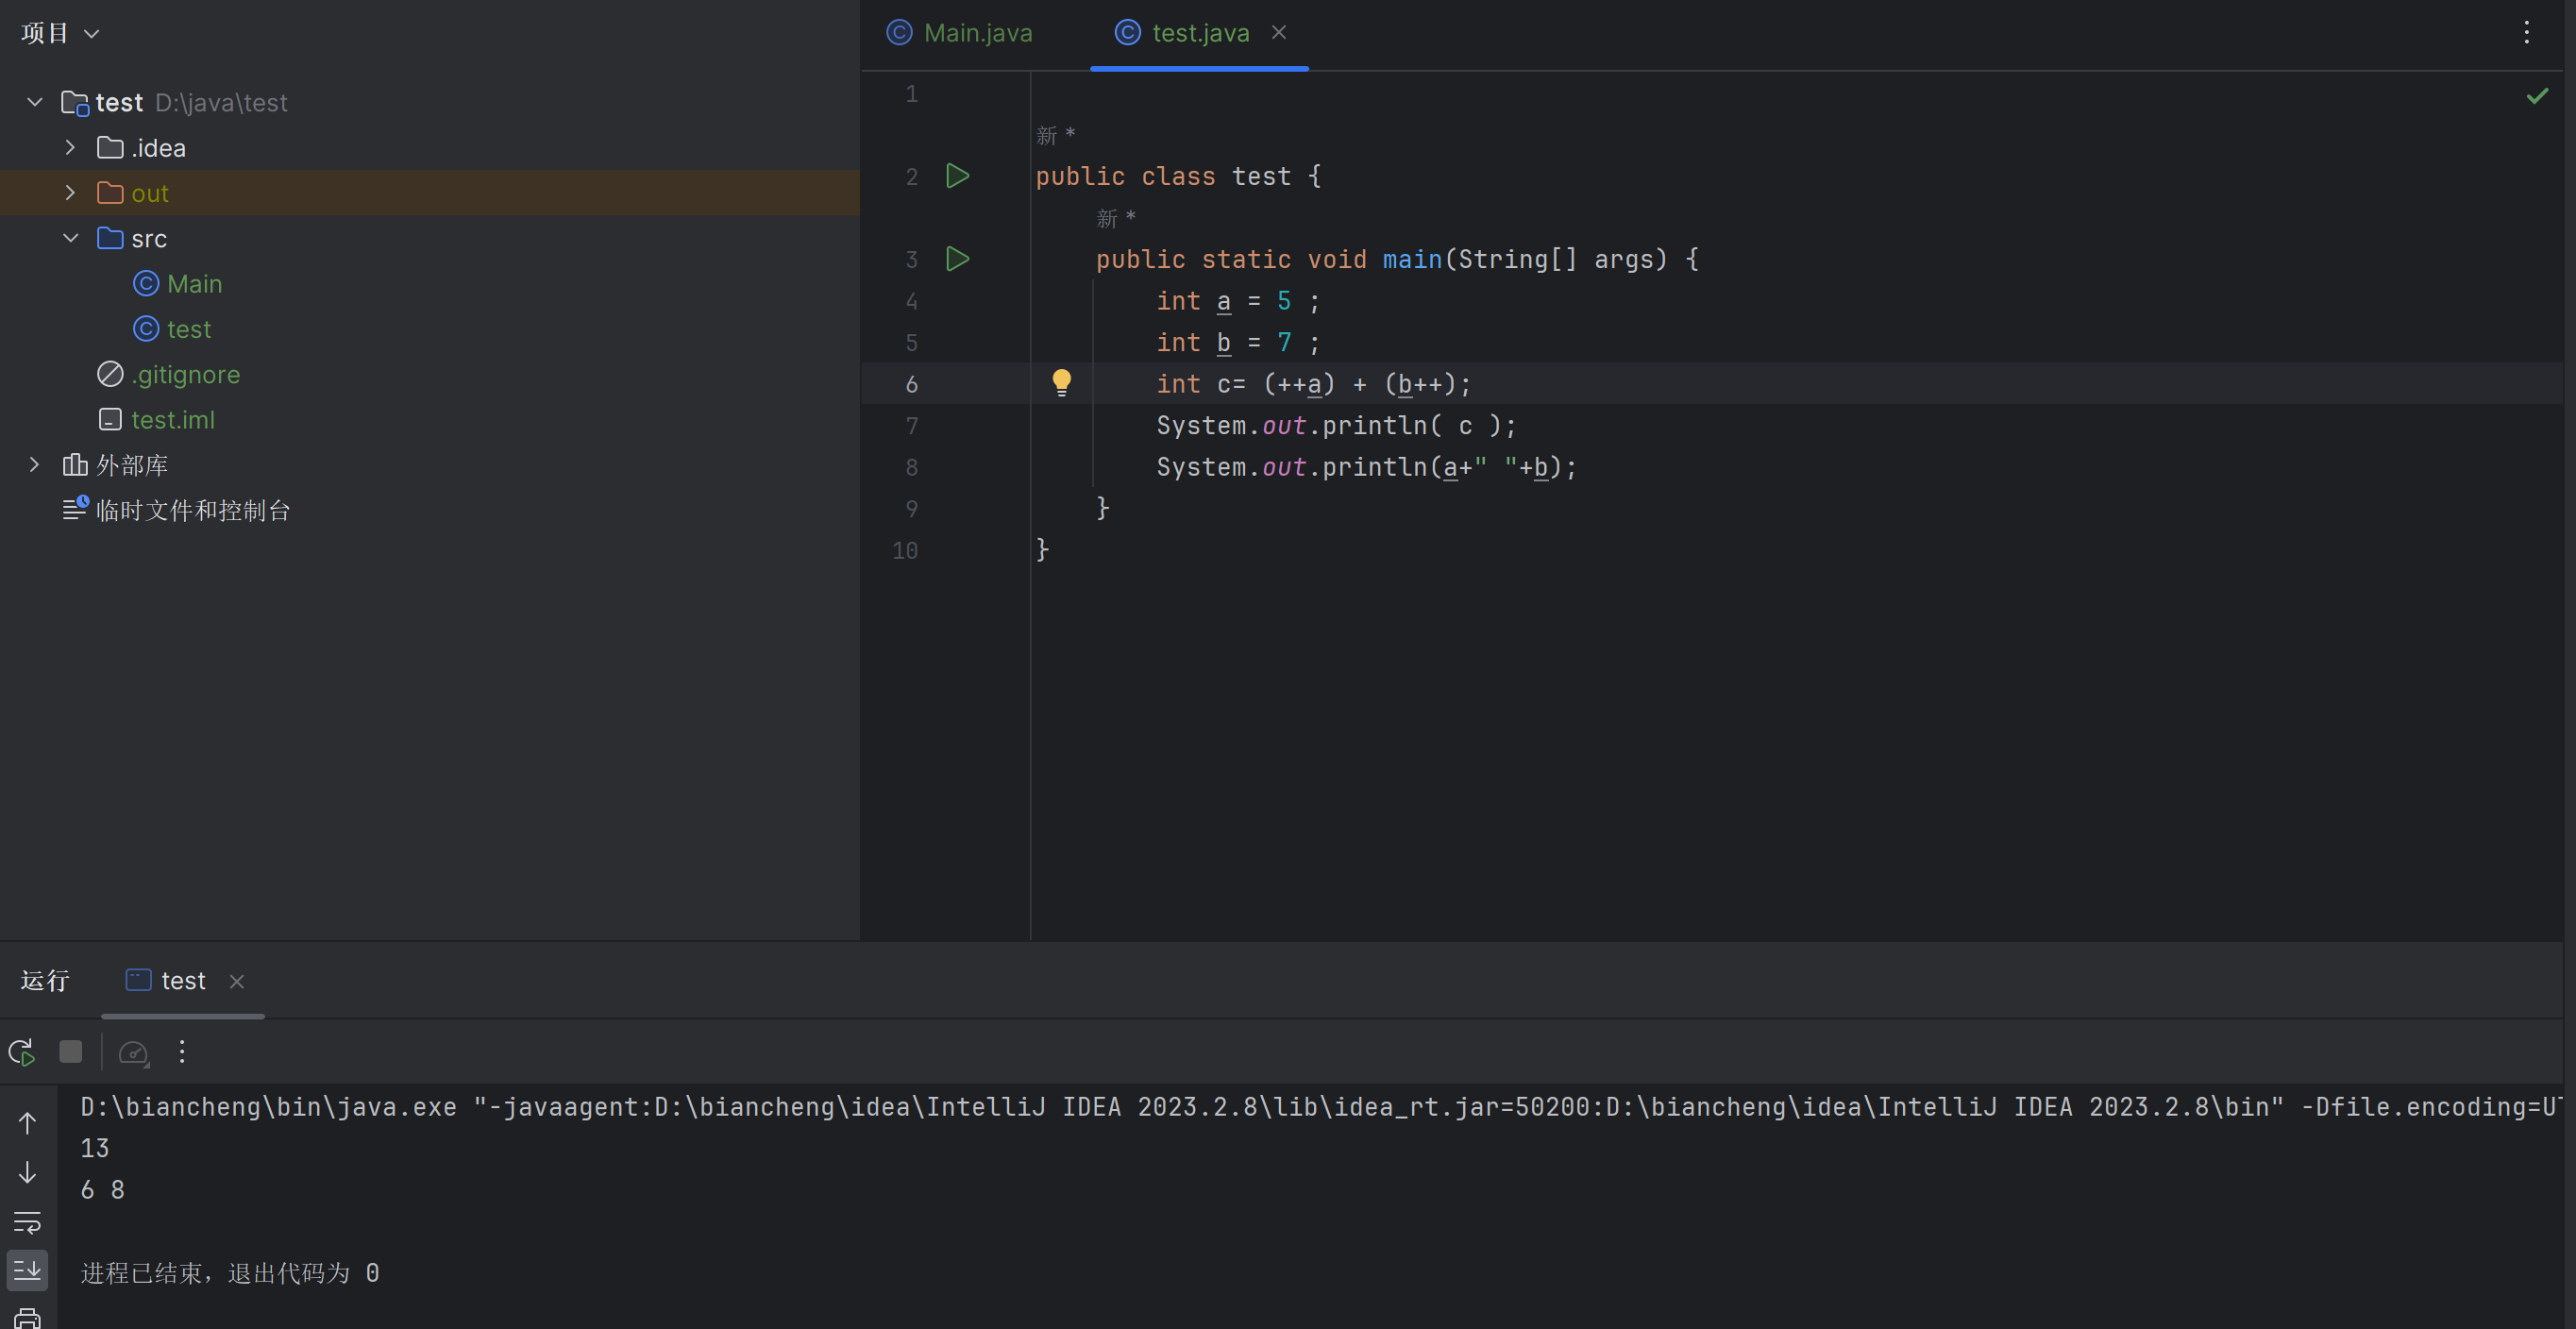 项目
test D:\java\test
.idea
out
src
Main
test
.gitignore
test.iml
外部库
临时文件和控制台
Main.java test.java
1
新 *
2 public class test {
新 *
3 public static void main(String[] args) {
4 int a = 5 ;
5 int b = 7 ;
6 int c= (++a) + (b++);
7 System.out.println( c );
8 System.out.println(a+" "+b);
9 }
10 }
运行 test
D:\biancheng\bin\java.exe "-javaagent:D:\biancheng\idea\IntelliJ IDEA 2023.2.8\lib\idea_rt.jar=50200:D:\biancheng\idea\IntelliJ IDEA 2023.2.8\bin" -Dfile.encoding=U
13
6 8
进程已结束，退出代码为 0